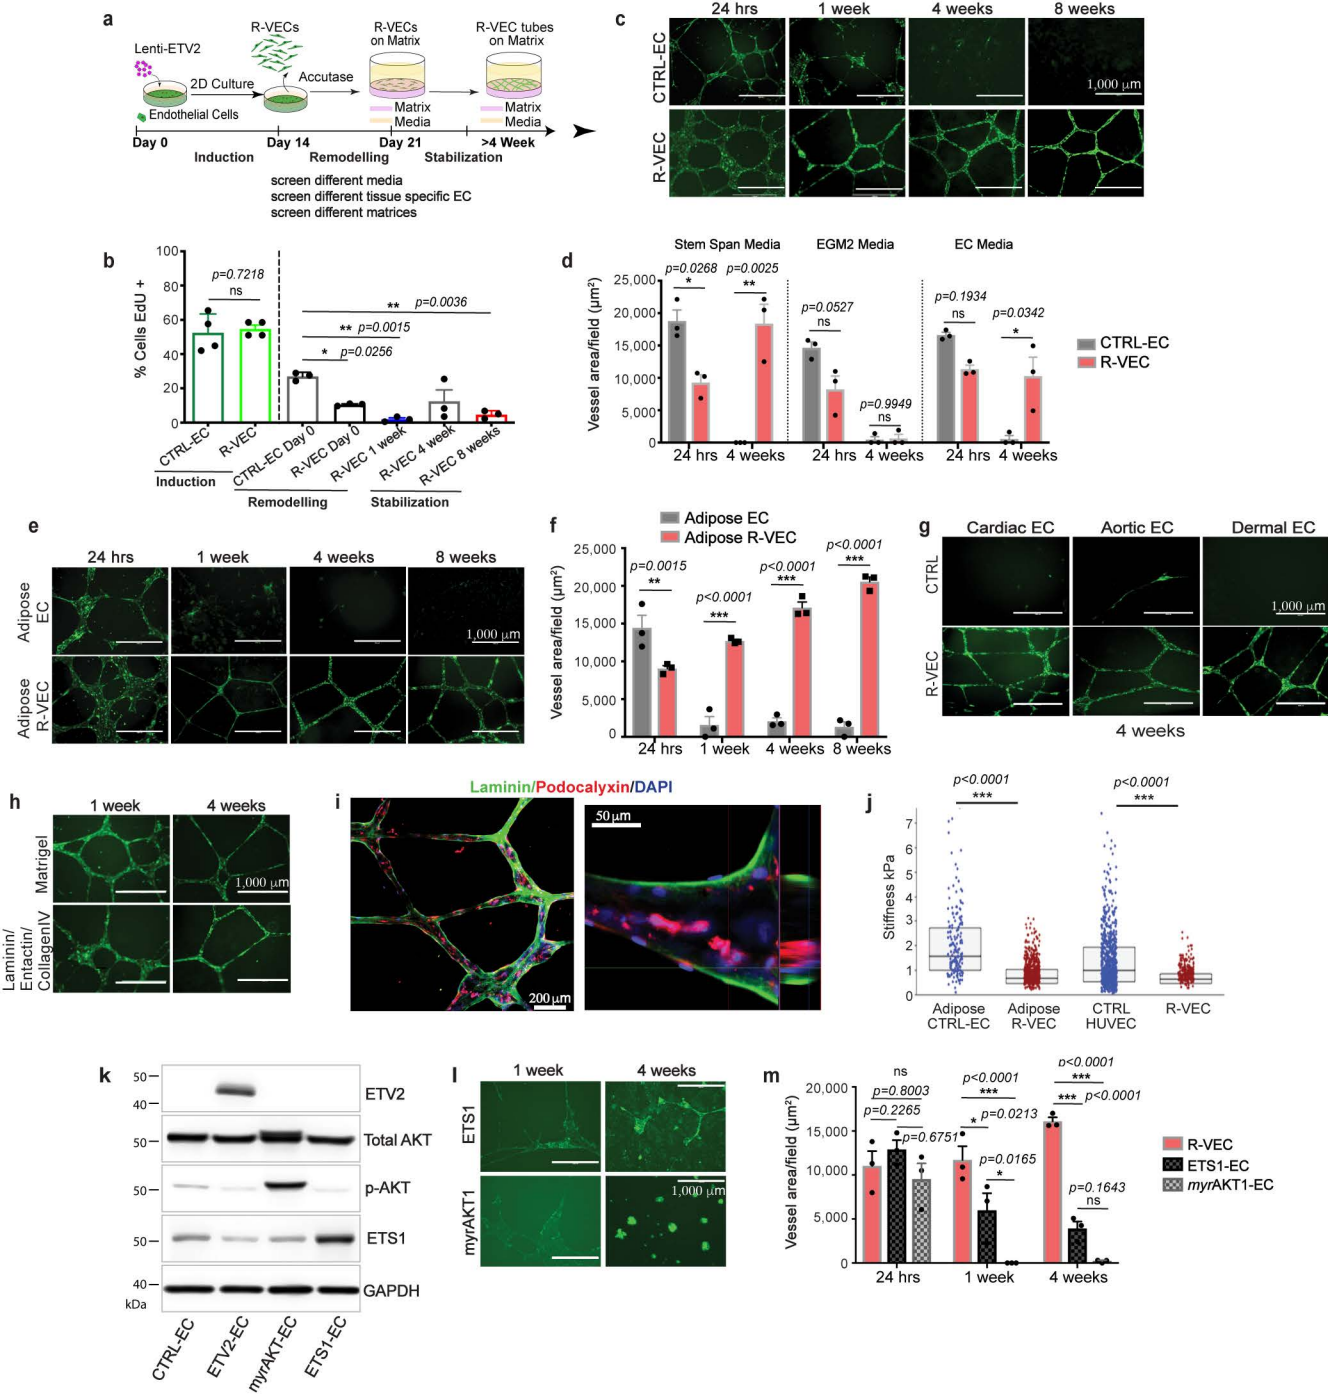 a
Lenti-ETV2
2D Culture
Endothelial Cells
R-VECs
Accutase
R-VECs
on Matrix
R-VEC tubes
on Matrix
Matrix
Media
Matrix
Media
Day 0
Day 14
Day 21
>4 Week
Induction
Remodelling
Stabilization
screen different media
screen different tissue specific EC
screen different matrices
b
% Cells EdU +
100
80
60
40
20
0
p=0.7218
ns
** p=0.0036
** p=0.0015
* p=0.0256
CTRL-EC
R-VEC
CTRL-EC Day 0
R-VEC Day 0
R-VEC 1 week
R-VEC 4 week
R-VEC 8 weeks
Induction
Remodelling
Stabilization
c
24 hrs
1 week
4 weeks
8 weeks
CTRL-EC
R-VEC
1,000 µm
d
Stem Span Media
EGM2 Media
EC Media
Vessel area/field (µm²)
25,000
20,000
15,000
10,000
5,000
0
p=0.0268
*
p=0.0025
**
p=0.0527
ns
p=0.9949
ns
p=0.1934
ns
p=0.0342
*
24 hrs
4 weeks
24 hrs
4 weeks
24 hrs
4 weeks
CTRL-EC
R-VEC
e
24 hrs
1 week
4 weeks
8 weeks
Adipose
EC
Adipose
R-VEC
1,000 µm
f
Adipose EC
Adipose R-VEC
Vessel area/field (µm²)
25,000
20,000
15,000
10,000
5,000
0
p=0.0015
**
p<0.0001
***
p<0.0001
***
p<0.0001
***
24 hrs
1 week
4 weeks
8 weeks
g
Cardiac EC
Aortic EC
Dermal EC
CTRL
R-VEC
1,000 µm
4 weeks
h
1 week
4 weeks
Matrigel
Laminin/
Entactin/
CollagenIV
1,000 µm
i
Laminin/Podocalyxin/DAPI
200µm
50µm
j
Stiffness kPa
7
6
5
4
3
2
1
0
p<0.0001
***
p<0.0001
***
Adipose
CTRL-EC
Adipose
R-VEC
CTRL
HUVEC
R-VEC
k
50
40
50
50
50
40
kDa
ETV2
Total AKT
p-AKT
ETS1
GAPDH
CTRL-EC
ETV2-EC
myrAKT-EC
ETS1-EC
l
1 week
4 weeks
ETS1
myrAKT1
1,000 µm
m
Vessel area/field (µm²)
20,000
15,000
10,000
5,000
0
ns
p=0.8003
p=0.2265
p=0.6751
p<0.0001
***
* p=0.0213
p=0.0165
*
p<0.0001
***
*** p<0.0001
p=0.1643
ns
24 hrs
1 week
4 weeks
R-VEC
ETS1-EC
myrAKT1-EC